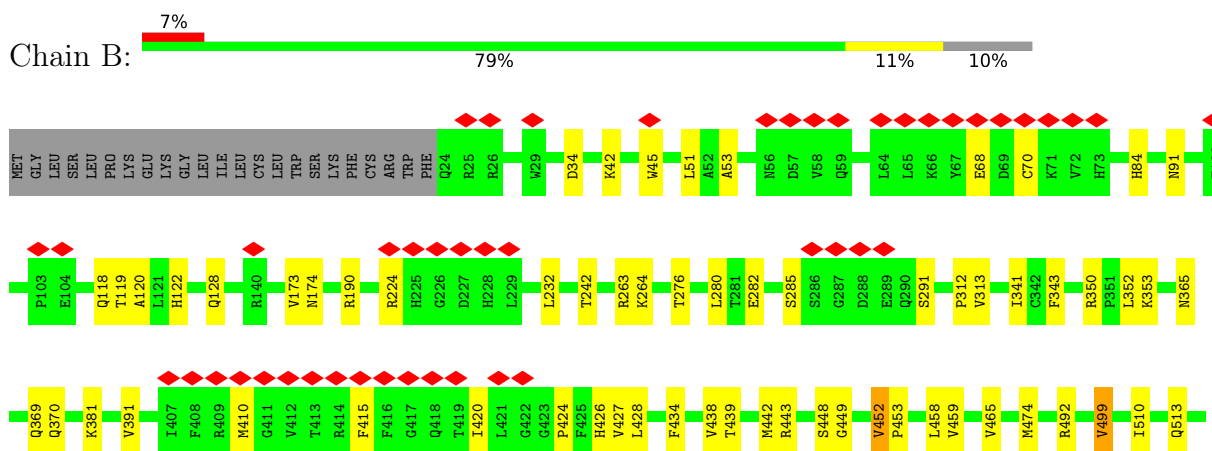 7%
Chain B:
79% 11% 10%
MET GLY LEU SER LEU PRO LYS GLU LYS GLY LEU ILE LEU CYS LEU TRP SER LYS PHE CYS ARG TRP PHE Q24 R25 R26 W29 D34 K42 W45 L51 A52 A53 N56 D57 V58 Q59 L64 L65 K66 Y67 E68 D69 C70 K71 V72 H73 H84 N91
P103 E104 Q118 T119 A120 L121 H122 Q128 R140 V173 N174 R190 R224 H225 G226 D227 H228 L229 L232 T242 R263 K264 T276 L280 T281 E282 S285 S286 G287 D288 E289 Q290 S291 P312 V313 I341 C342 F343 R350 P351 L352 K353 N365
Q369 Q370 K381 V391 I407 F408 R409 M410 G411 V412 T413 R414 F415 F416 G417 Q418 T419 I420 L421 G422 G423 P424 F425 H426 V427 L428 F434 V438 T439 M442 R443 S448 G449 V452 P453 L458 V459 V465 M474 R492 V499 I510 Q513